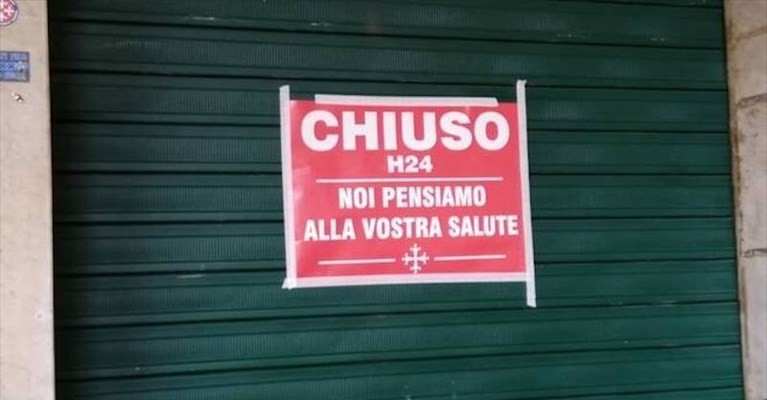 CHIUSO
H24
NOI PENSIAMO
ALLA VOSTRA SALUTE